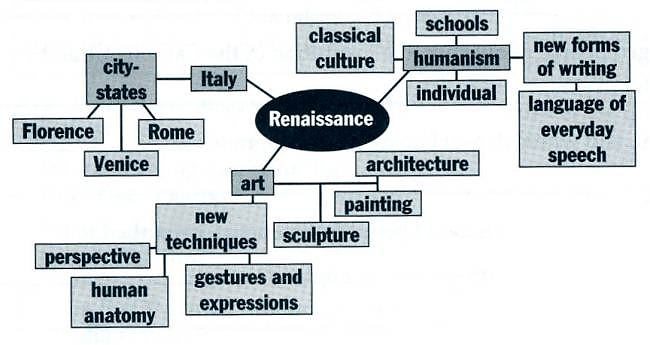 schools
classical
culture
humanism
new forms
of writing
individual
language of
everyday
speech
city-
states
Italy
Florence
Rome
Venice
Renaissance
architecture
art
painting
sculpture
new
techniques
perspective
gestures and
expressions
human
anatomy